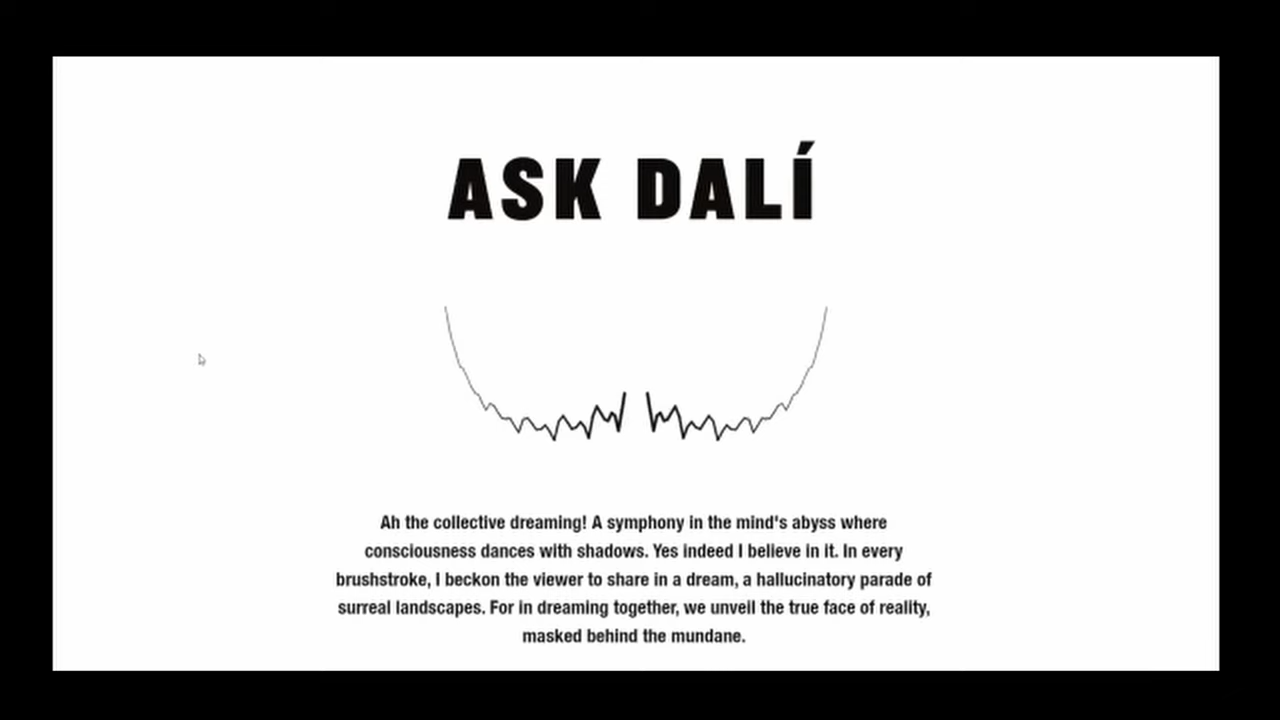 ASK DALÍ
Ah the collective dreaming! A symphony in the mind's abyss where
consciousness dances with shadows. Yes indeed I believe in it. In every
brushstroke, I beckon the viewer to share in a dream, a hallucinatory parade of
surreal landscapes. For in dreaming together, we unveil the true face of reality,
masked behind the mundane.